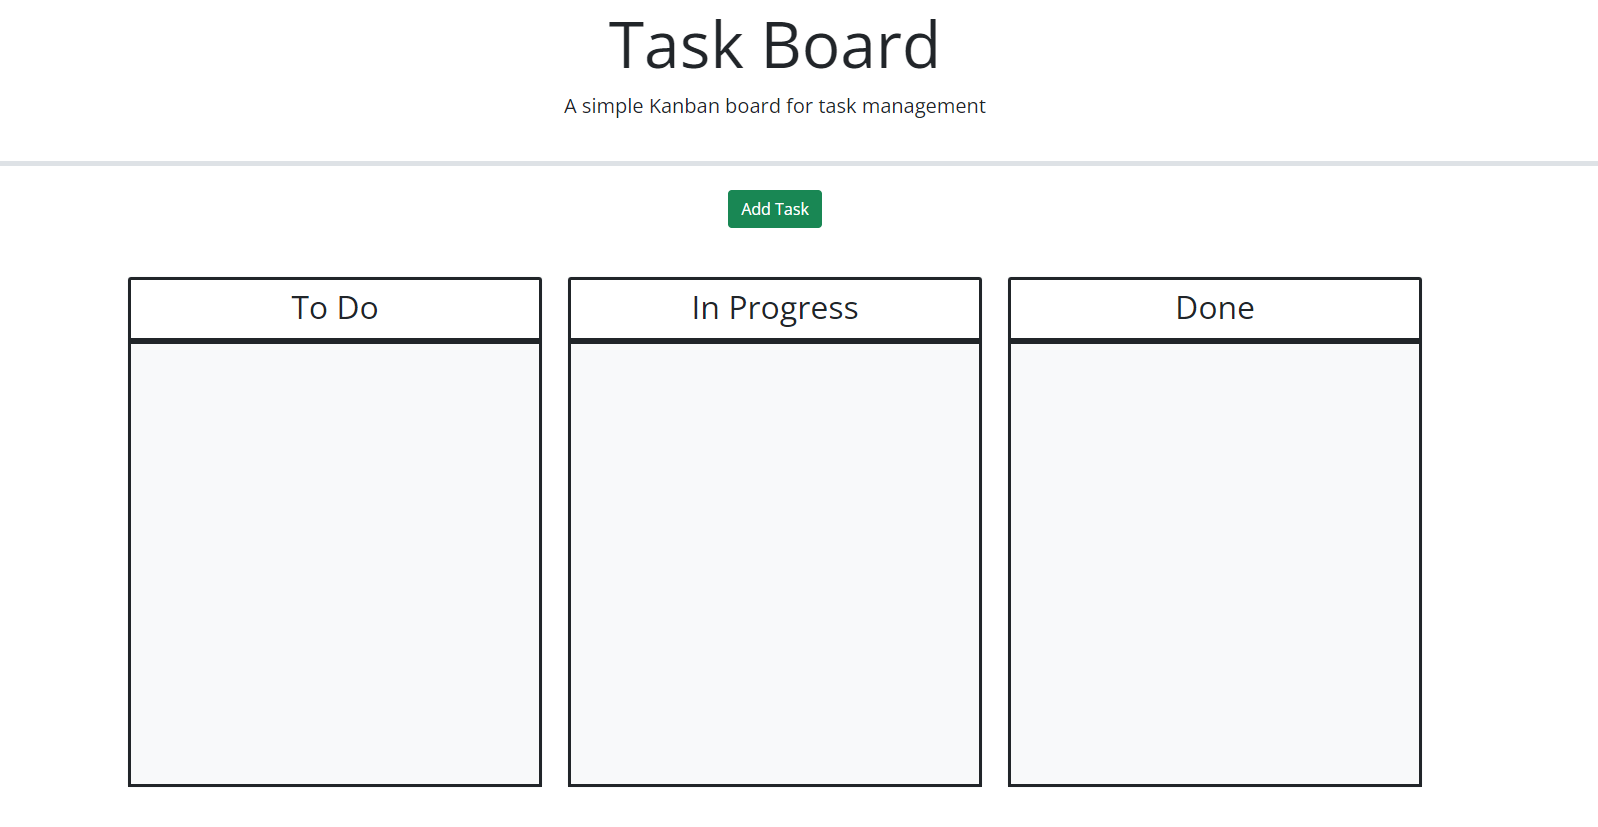 Task Board
A simple Kanban board for task management
Add Task
To Do
In Progress
Done